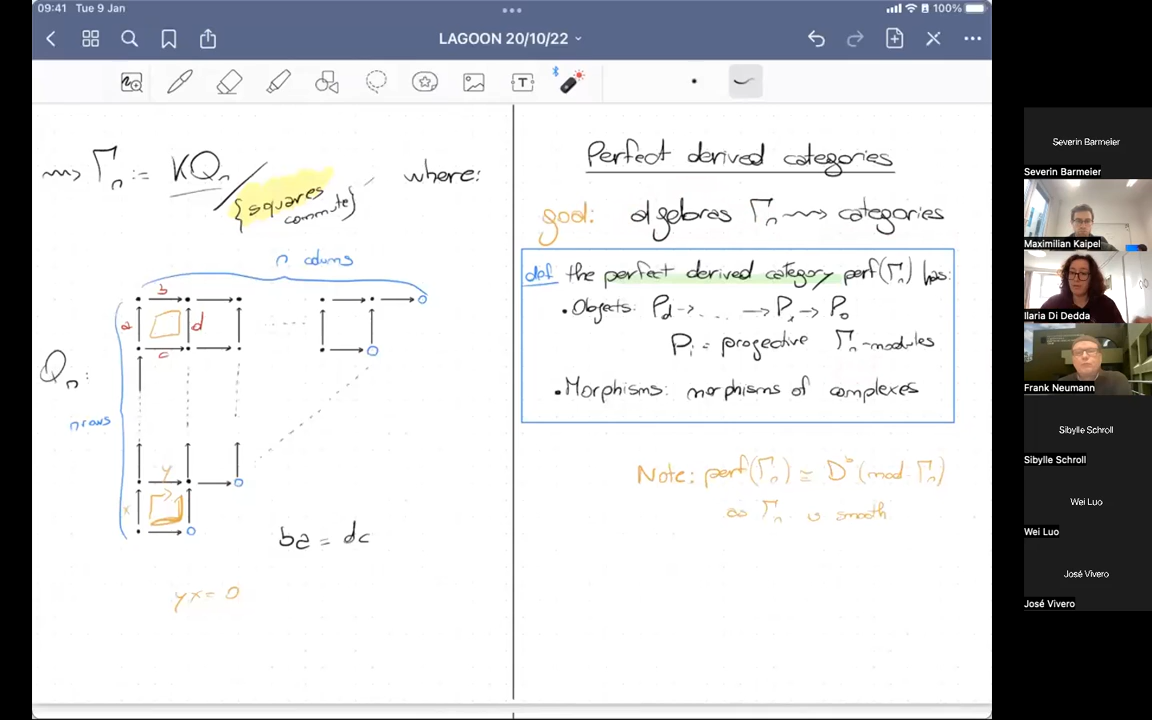 09:41 Tue 9 Jan
100%
LAGOON 20/10/22
⇝ Γn := KQn / {squares commute} where:
n colums
b
a
d
c
Qn:
n rows
y
x
ba = dc
yx = 0
Perfect derived categories
goal: algebras Γn ⇝ categories
def the perfect derived category perf(Γn) has:
• Objects: Pd → ... → P1 → P0
Pi = progective Γn-modules
• Morphisms: morphisms of complexes
Note: perf(Γn) ≅ Db(mod-Γn)
as Γn is smooth
Severin Barmeier
Severin Barmeier
Maximilian Kaipel
Ilaria Di Dedda
Frank Neumann
Sibylle Schroll
Sibylle Schroll
Wei Luo
Wei Luo
José Vivero
José Vivero